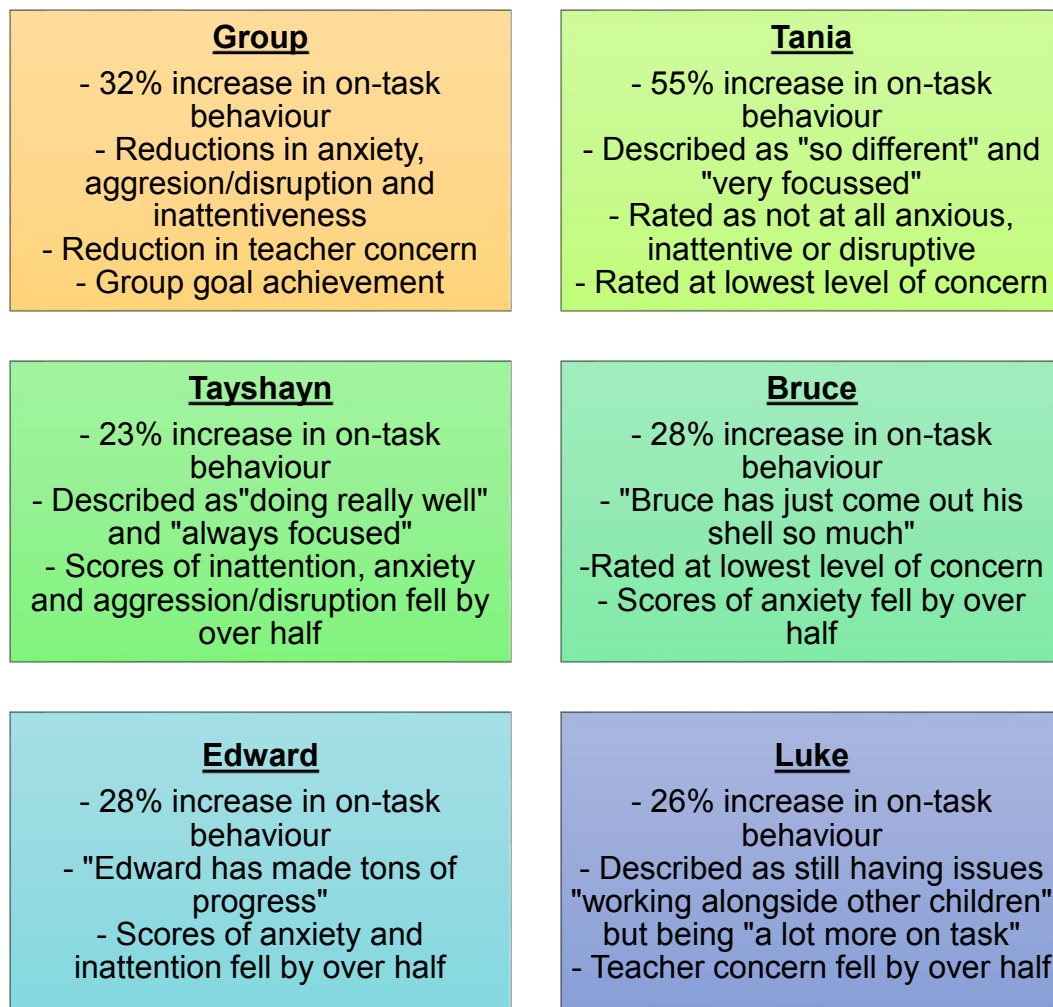 Group
- 32% increase in on-task
behaviour
- Reductions in anxiety,
aggresion/disruption and
inattentiveness
- Reduction in teacher concern
- Group goal achievement
Tania
- 55% increase in on-task
behaviour
- Described as "so different" and
"very focussed"
- Rated as not at all anxious,
inattentive or disruptive
- Rated at lowest level of concern
Tayshayn
- 23% increase in on-task
behaviour
- Described as"doing really well"
and "always focused"
- Scores of inattention, anxiety
and aggression/disruption fell by
over half
Bruce
- 28% increase in on-task
behaviour
- "Bruce has just come out his
shell so much"
-Rated at lowest level of concern
- Scores of anxiety fell by over
half
Edward
- 28% increase in on-task
behaviour
- "Edward has made tons of
progress"
- Scores of anxiety and
inattention fell by over half
Luke
- 26% increase in on-task
behaviour
- Described as still having issues
"working alongside other children"
but being "a lot more on task"
- Teacher concern fell by over half